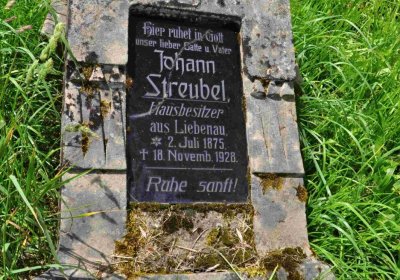 Hier ruhet in Gott
unser lieber Gatte u. Vater
Johann
Streubel,
Hausbesitzer
aus Liebenau,
* 2. Juli 1875.
† 18. Novemb. 1928.
Ruhe sanft!